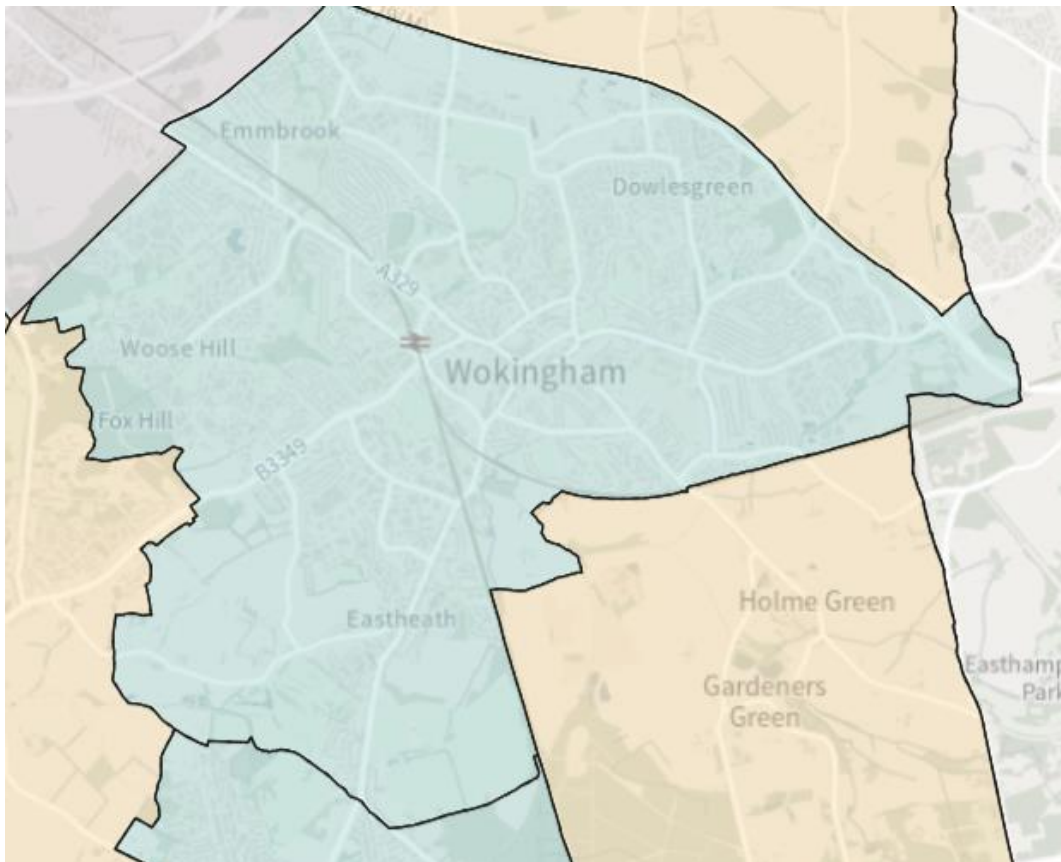 Emmbrook
Dowlesgreen
A329
Woose Hill
Wokingham
Fox Hill
B3349
Eastheath
Holme Green
Easthamp
Park
Gardeners
Green